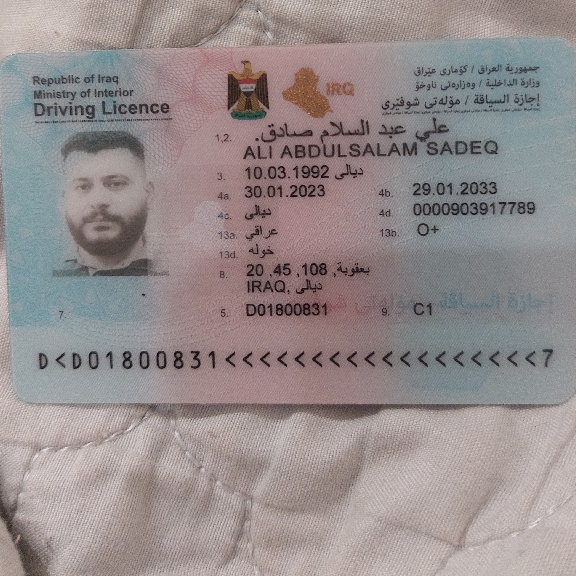 Republic of Iraq
Ministry of Interior
Driving Licence
IRQ
جمهورية العراق / كۆماری عێراق
وزارة الداخلية / وەزارەتی ناوخۆ
إجازة السياقة / مۆڵەتی شوفێری
1,2. علي عبد السلام صادق.
ALI ABDULSALAM SADEQ
3. 10.03.1992 ديالى
4a. 30.01.2023 4b. 29.01.2033
4c. ديالى 4d. 0000903917789
13a. عراقي 13b. O+
13d. خوله
8. بعقوبة, 108, 45, 20
IRAQ, ديالى
إجازة السياقة - مۆڵەتی
7. 5. D01800831 9. C1
D<D01800831<<<<<<<<<<<<<<<<<<7